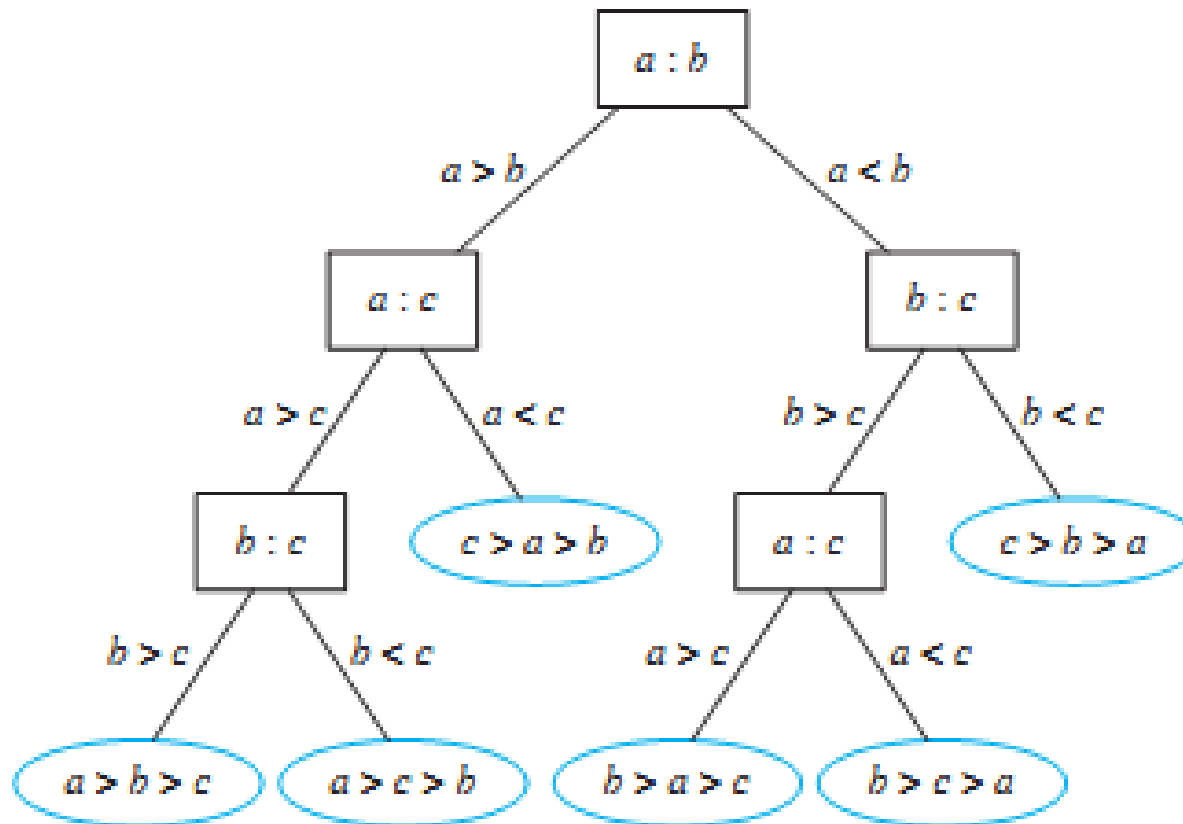 a : b
a > b a < b
a : c b : c
a > c a < c b > c b < c
b : c c > a > b a : c c > b > a
b > c b < c a > c a < c
a > b > c a > c > b b > a > c b > c > a